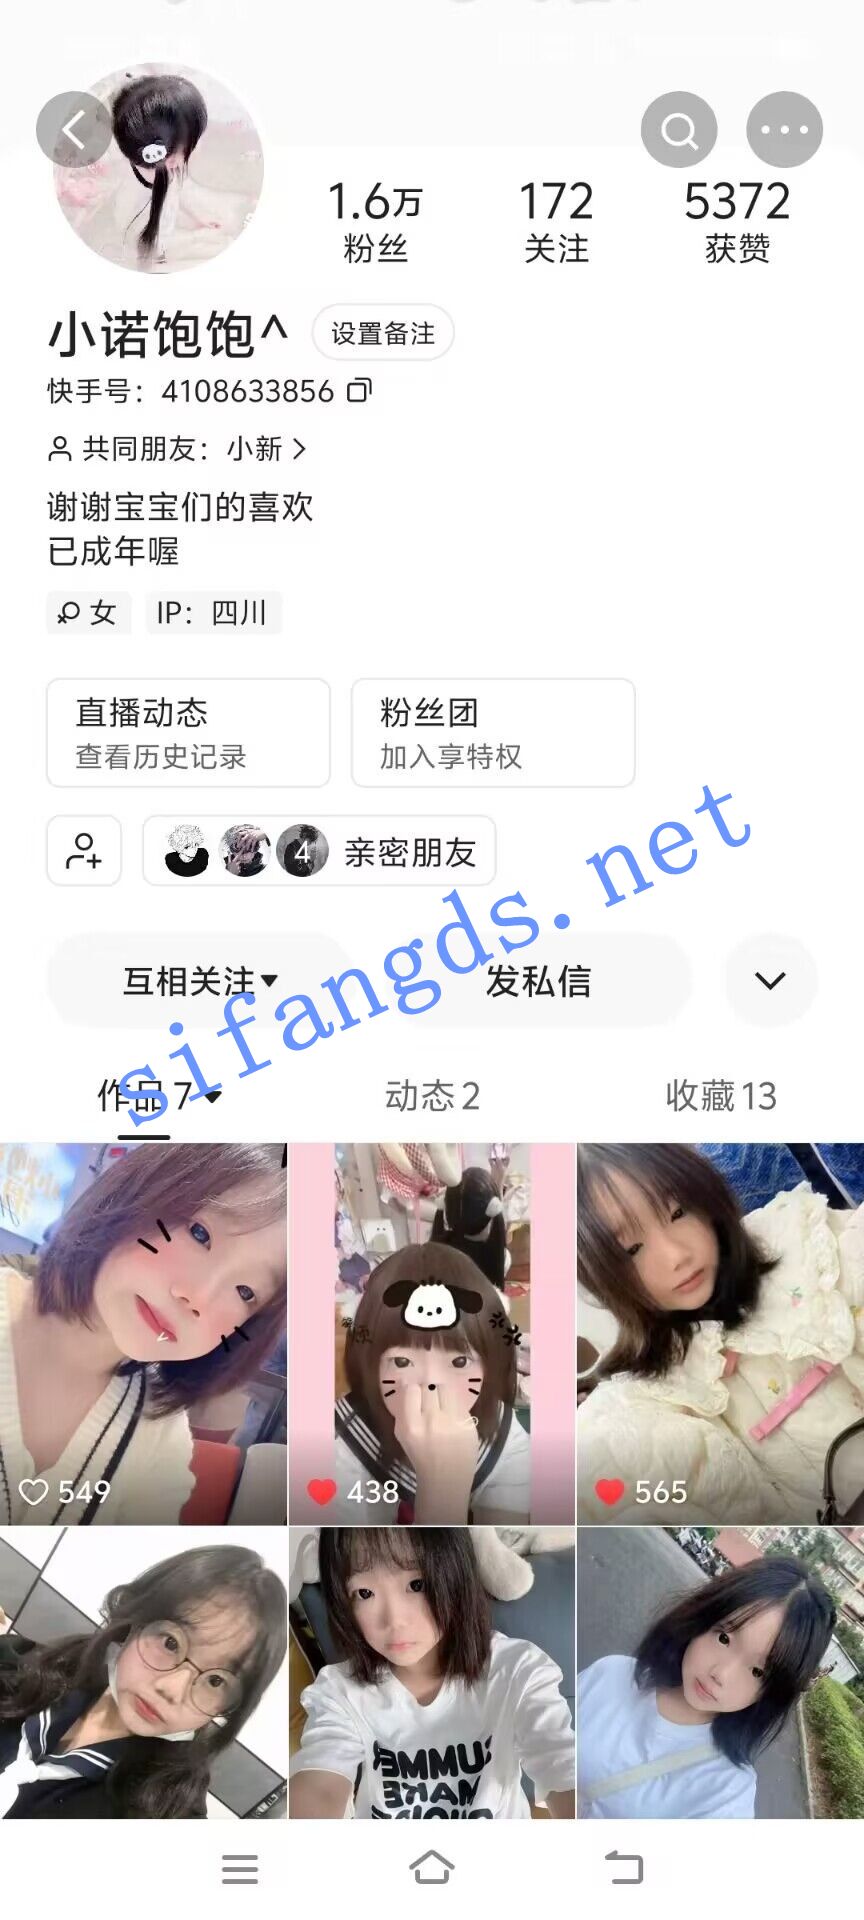 1.6万 172 5372
粉丝 关注 获赞
小诺饱饱^ 设置备注
快手号：4108633856
共同朋友：小新 >
谢谢宝宝们的喜欢
已成年喔
女 IP：四川
直播动态 粉丝团
查看历史记录 加入享特权
4 亲密朋友
sifangds.net
互相关注 发私信
作品 7 动态 2 收藏 13
烦
549 438 565
SUMMER
MAKE